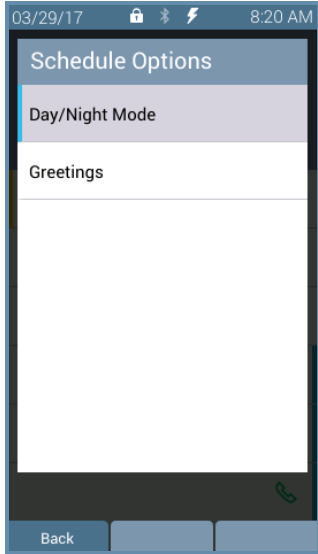 03/29/17 8:20 AM
Schedule Options
Day/Night Mode
Greetings
Back